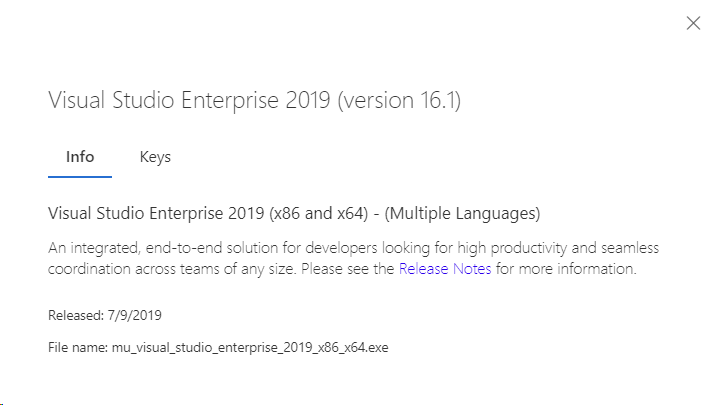 Visual Studio Enterprise 2019 (version 16.1)
Info Keys
Visual Studio Enterprise 2019 (x86 and x64) - (Multiple Languages)
An integrated, end-to-end solution for developers looking for high productivity and seamless
coordination across teams of any size. Please see the Release Notes for more information.
Released: 7/9/2019
File name: mu_visual_studio_enterprise_2019_x86_x64.exe